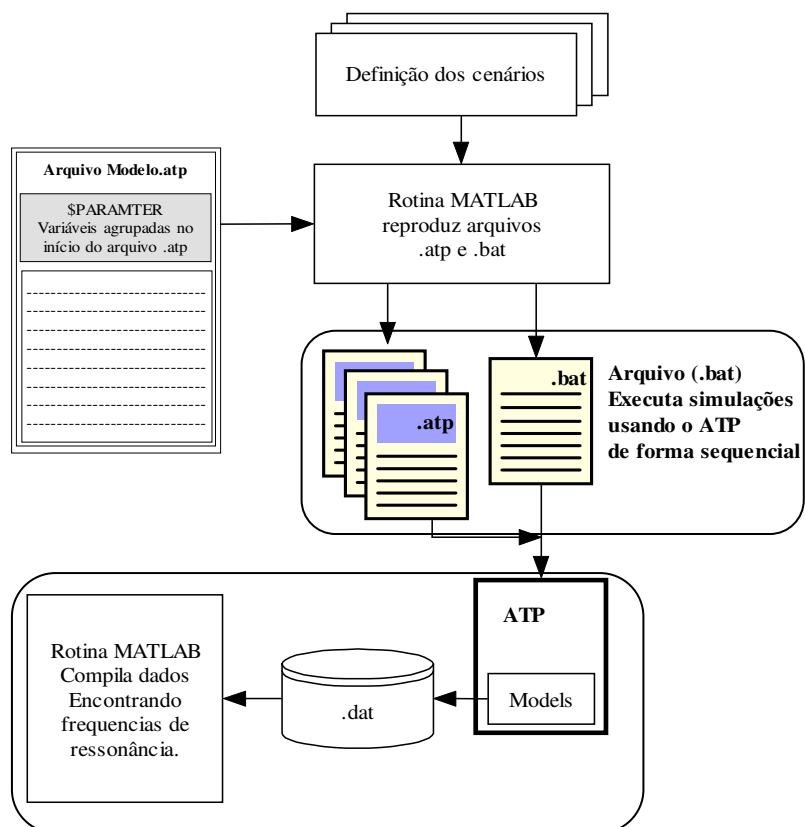 Definição dos cenários
Arquivo Modelo.atp
$PARAMTER
Variáveis agrupadas no
início do arquivo .atp
Rotina MATLAB
reproduz arquivos
.atp e .bat
.atp
.bat
Arquivo (.bat)
Executa simulações
usando o ATP
de forma sequencial
Rotina MATLAB
Compila dados
Encontrando
frequencias de
ressonância.
.dat
ATP
Models